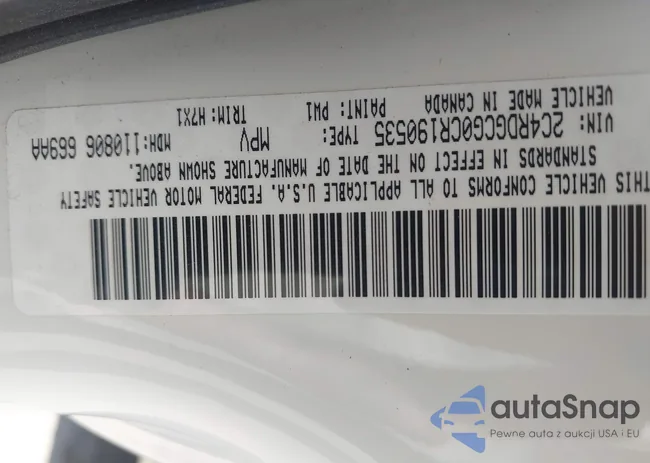 THIS VEHICLE CONFORMS TO ALL APPLICABLE U.S.A. FEDERAL MOTOR VEHICLE SAFETY
STANDARDS IN EFFECT ON THE DATE OF MANUFACTURE SHOWN ABOVE.
VIN: 2C4RDGCG0CR190535 TYPE: MPV MDH:110806 669AA
VEHICLE MADE IN CANADA PAINT: PW1 TRIM: H7X1
autaSnap
Pewne auta z aukcji USA i EU